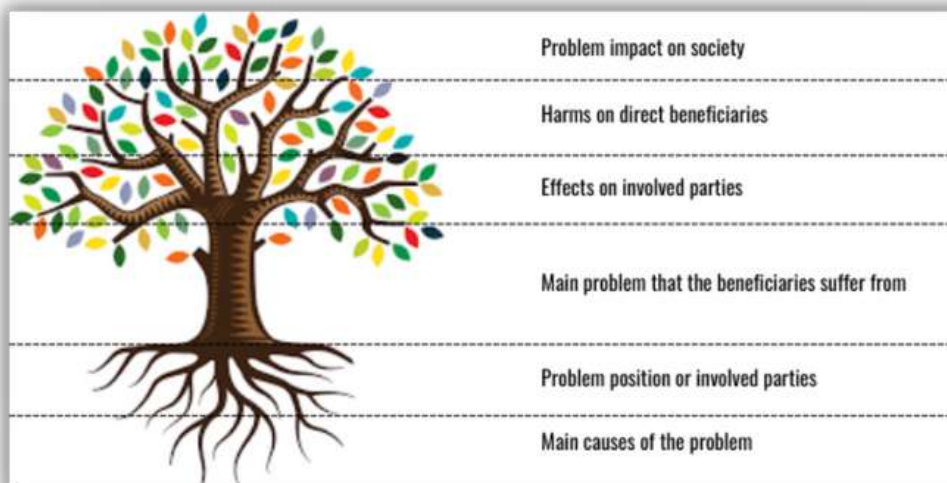 Problem impact on society
Harms on direct beneficiaries
Effects on involved parties
Main problem that the beneficiaries suffer from
Problem position or involved parties
Main causes of the problem